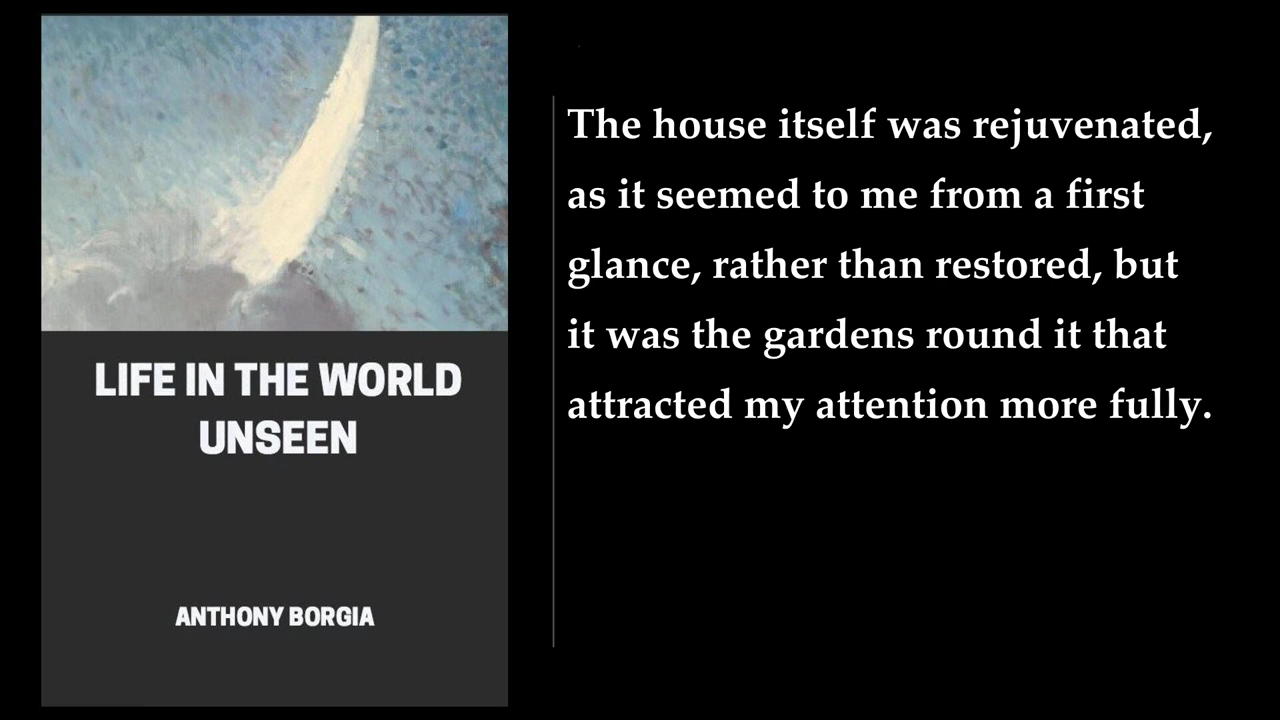 LIFE IN THE WORLD
UNSEEN
ANTHONY BORGIA
The house itself was rejuvenated,
as it seemed to me from a first
glance, rather than restored, but
it was the gardens round it that
attracted my attention more fully.